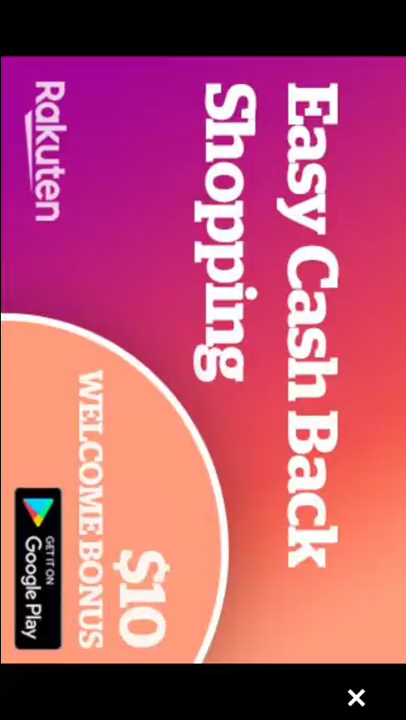 Easy Cash Back
Shopping
$10
WELCOME BONUS
Rakuten
GET IT ON
Google Play